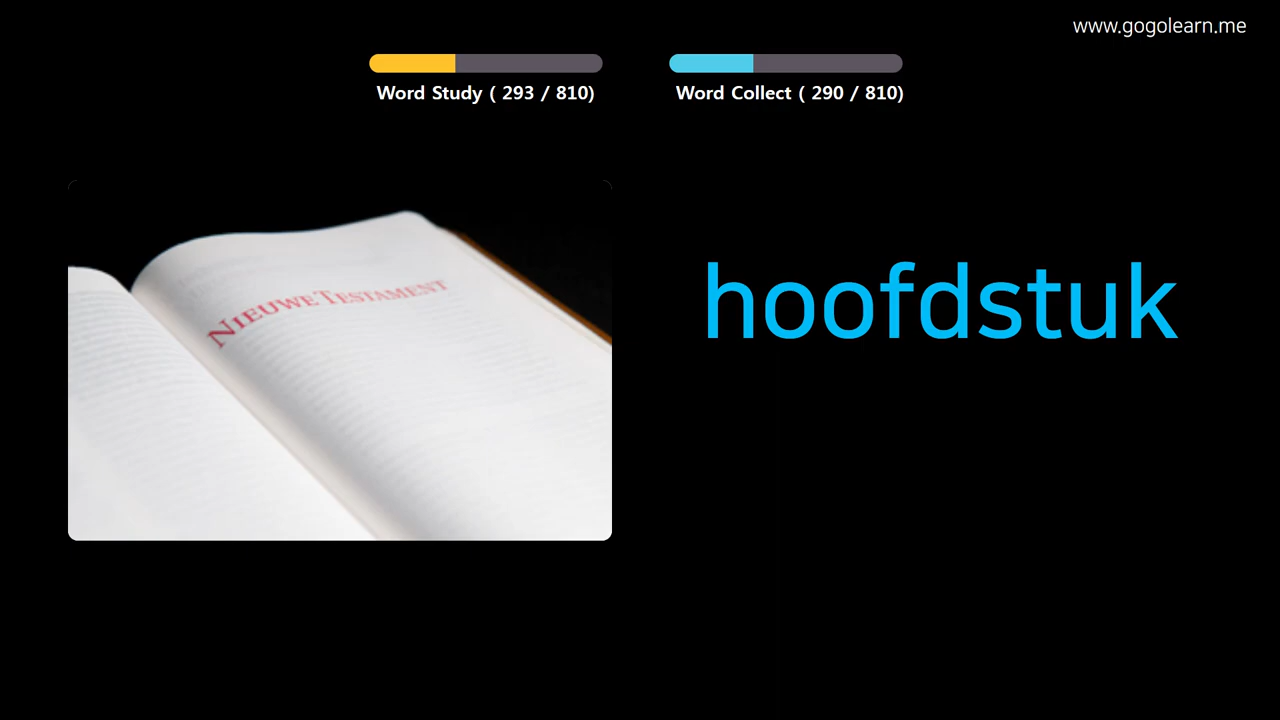 www.gogolearn.me
Word Study ( 293 / 810)
Word Collect ( 290 / 810)
NIEUWE TESTAMENT
hoofdstuk